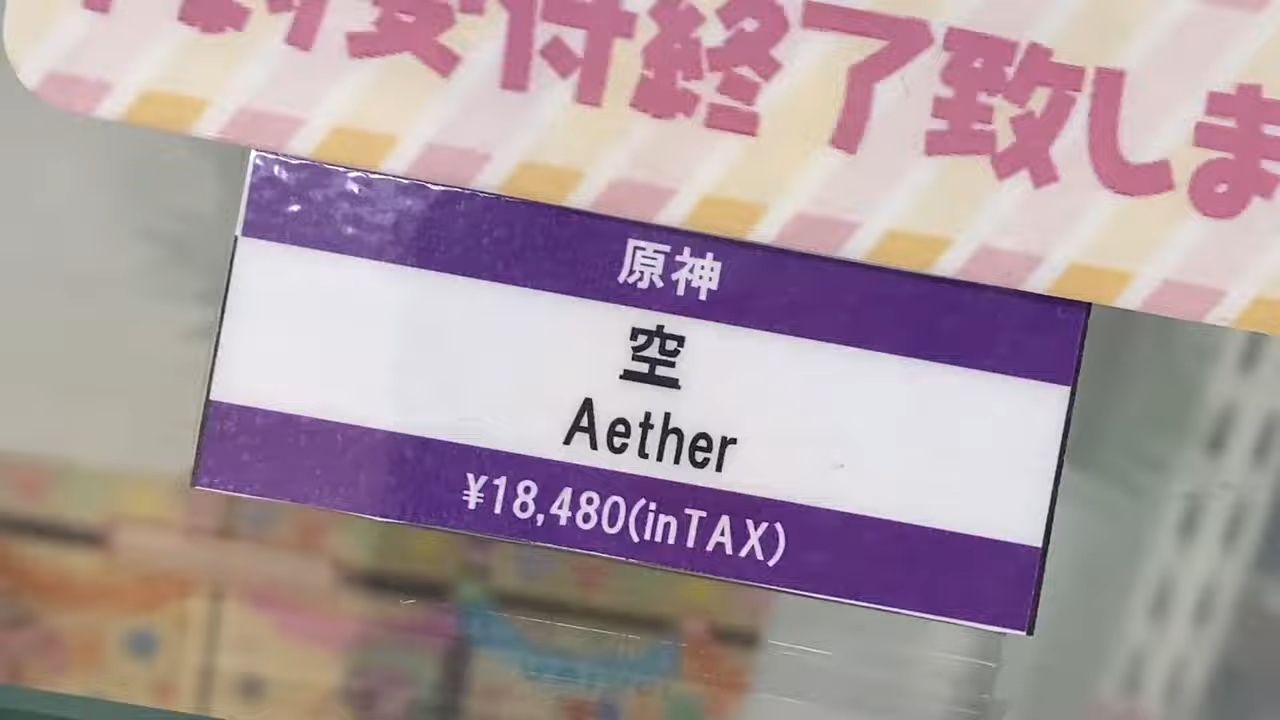 受付終了致しま
原神
空
Aether
¥18,480(inTAX)